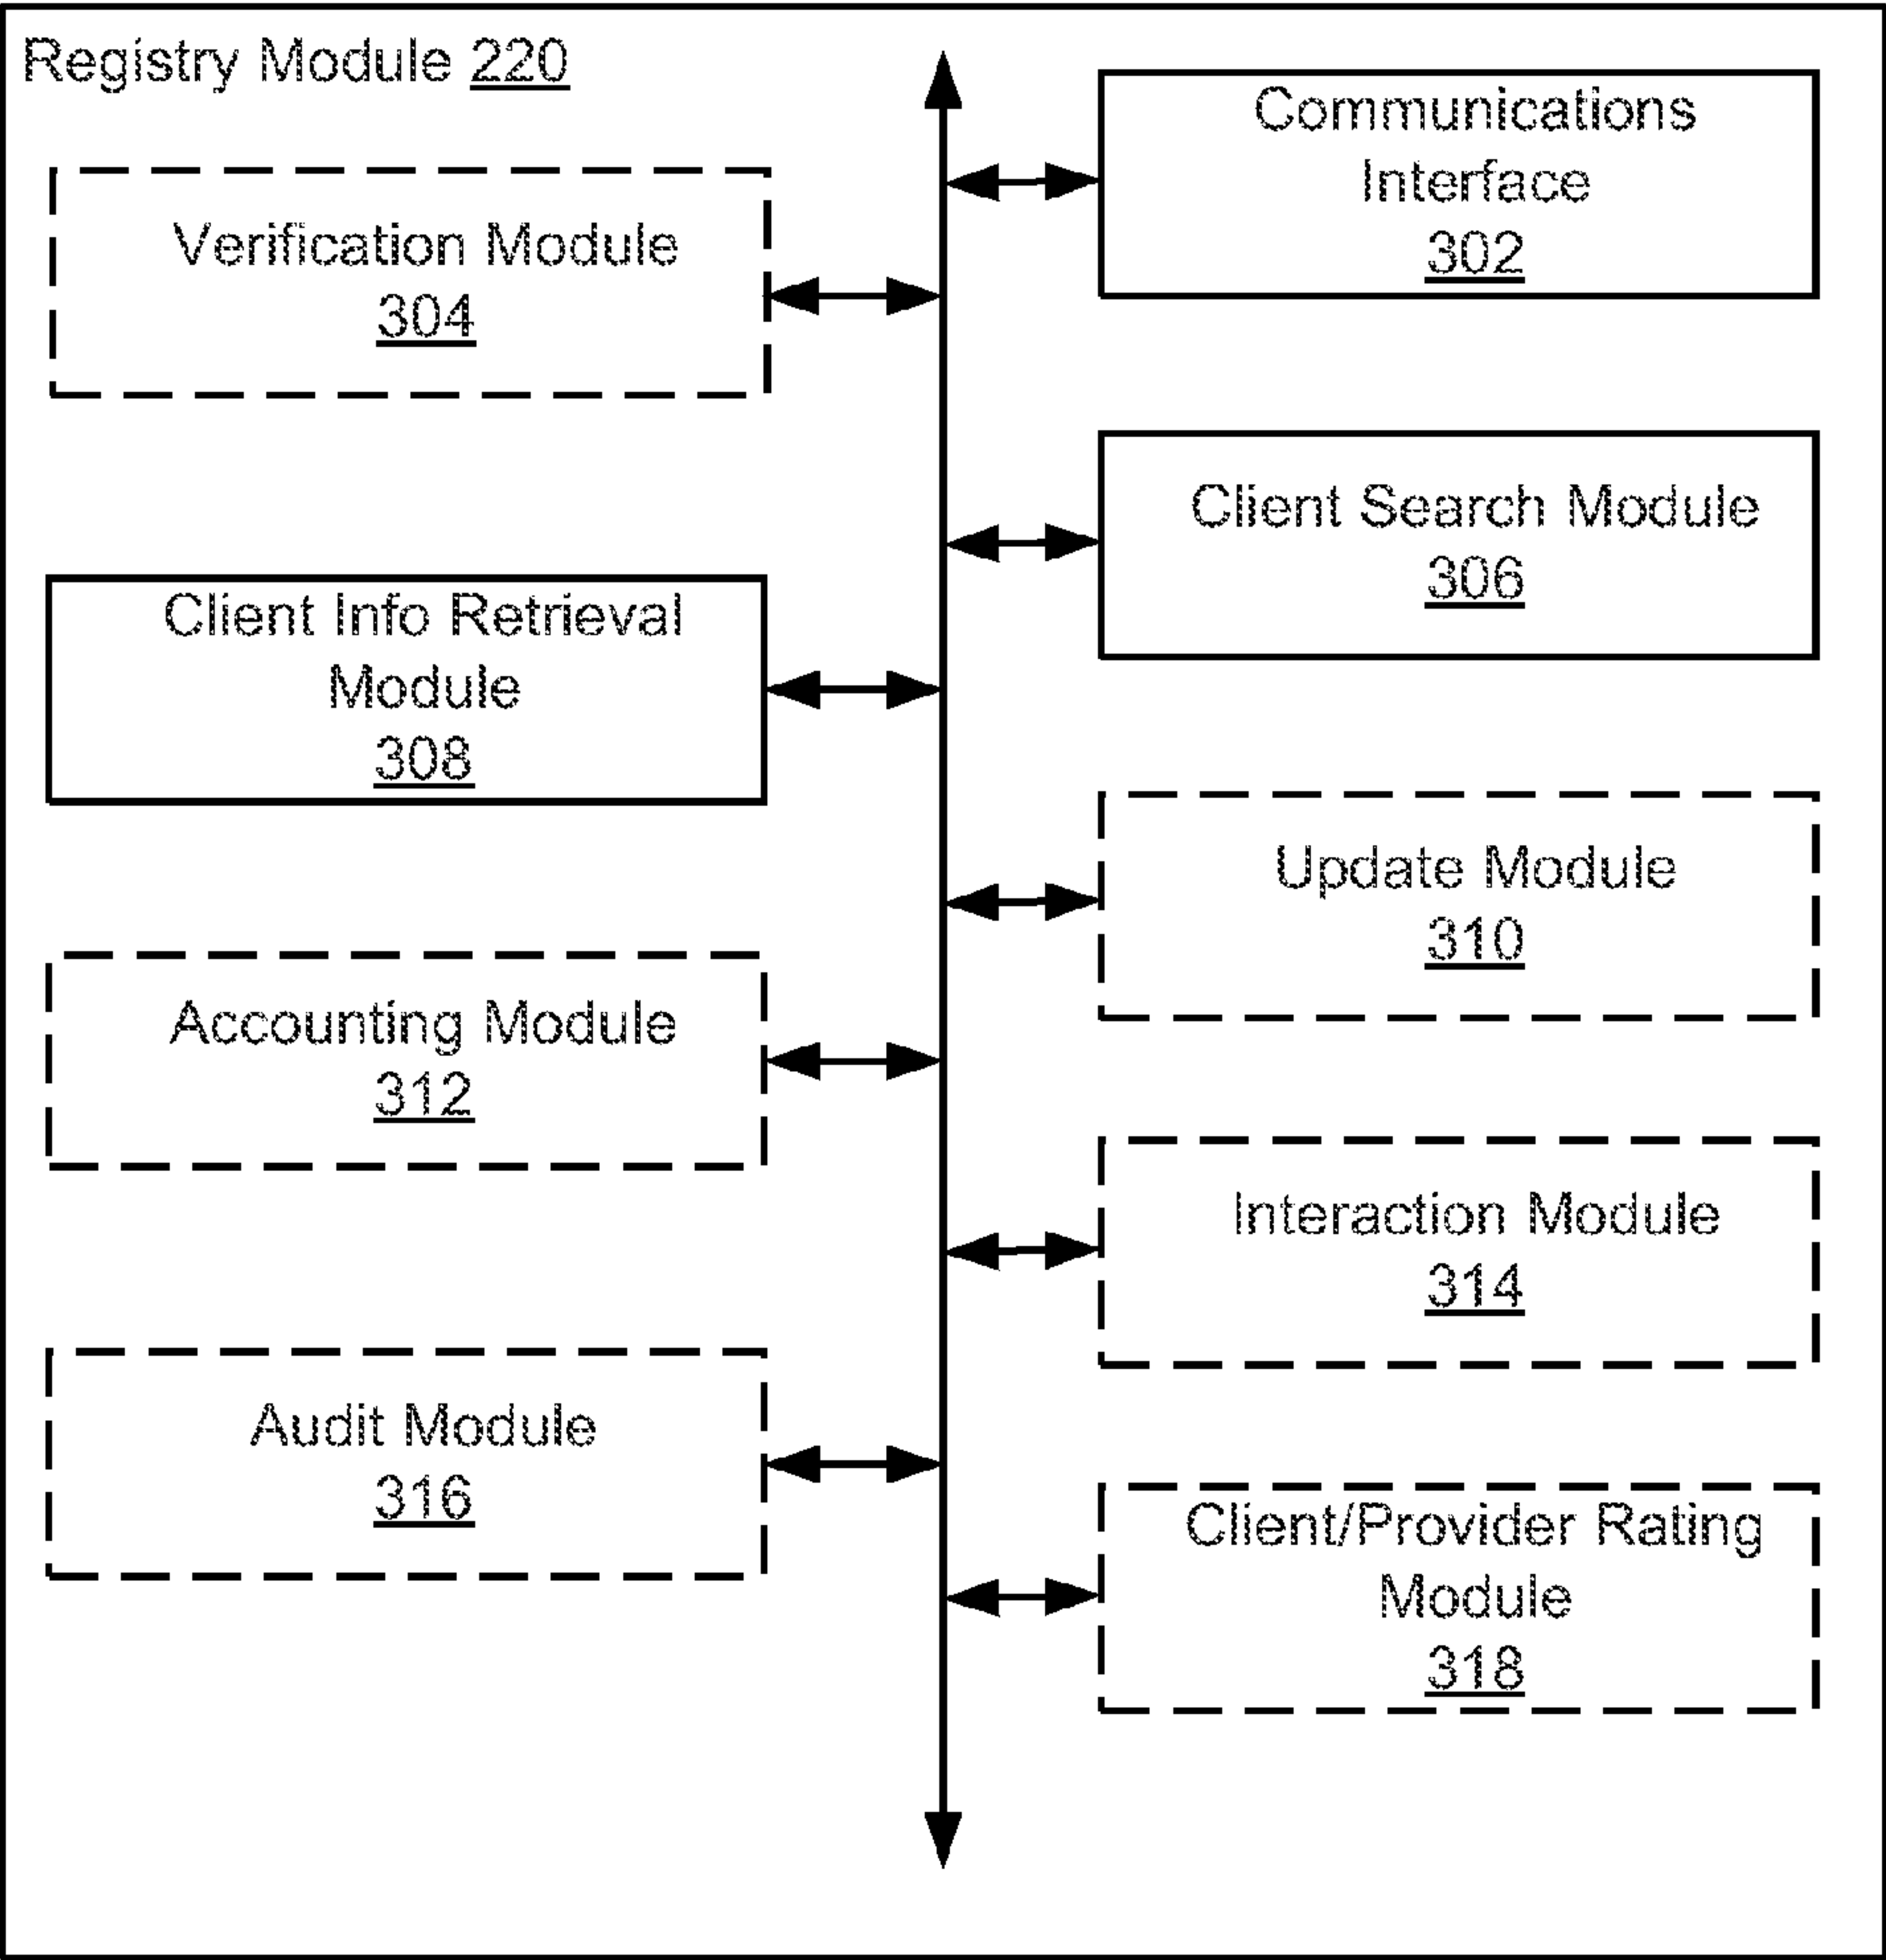 Registry Module 220
Communications
Interface
302
Verification Module
304
Client Search Module
306
Client Info Retrieval
Module
308
Update Module
310
Accounting Module
312
Interaction Module
314
Audit Module
316
Client/Provider Rating
Module
318